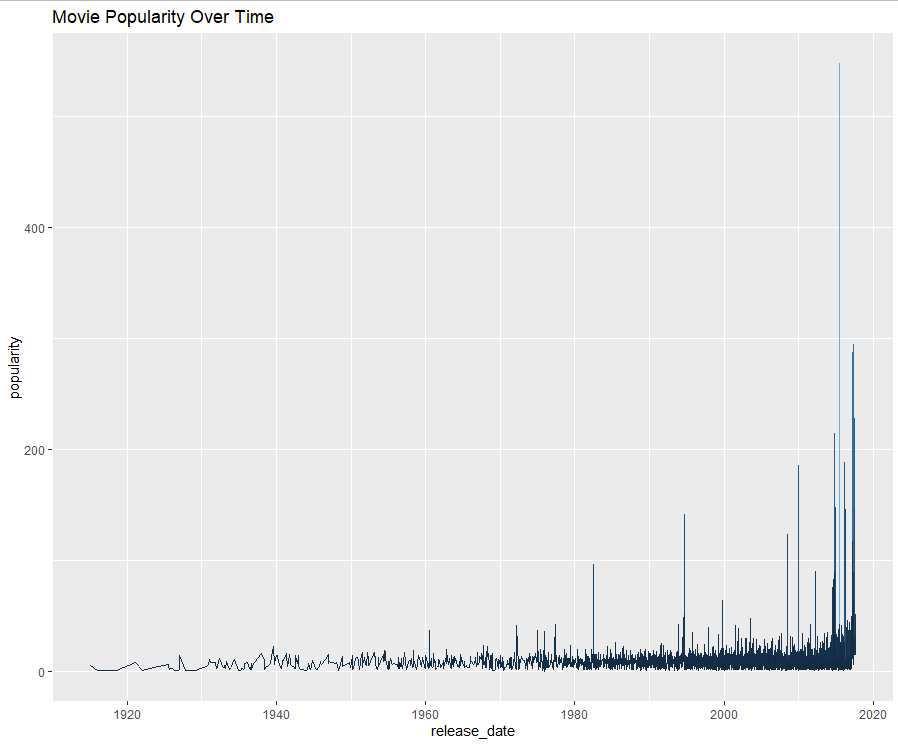 Movie Popularity Over Time
400
200
0
popularity
1920 1940 1960 1980 2000 2020
release_date